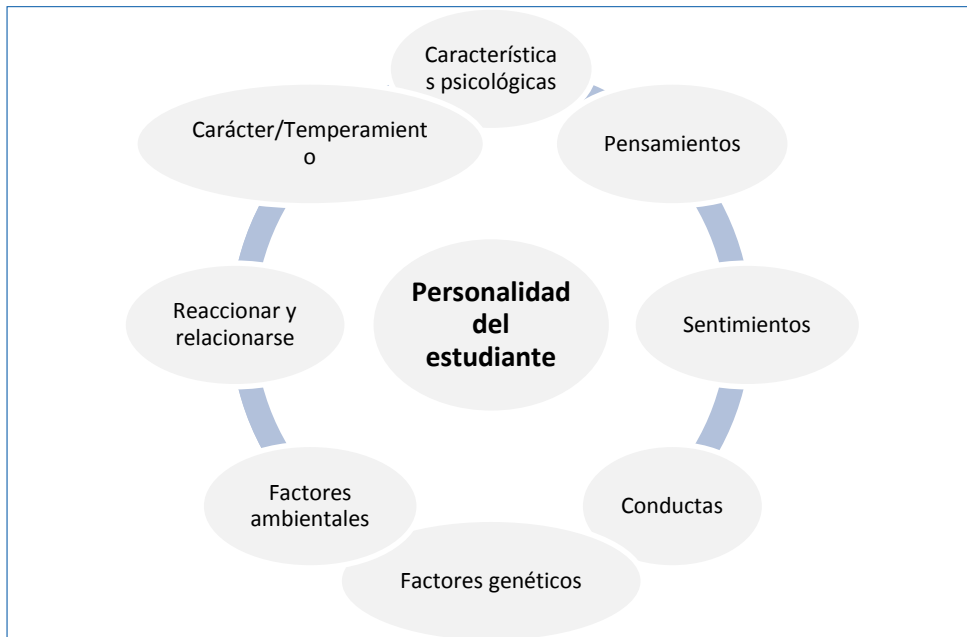 Característica
s psicológicas
Pensamientos
Sentimientos
Conductas
Factores genéticos
Factores
ambientales
Reaccionar y
relacionarse
Carácter/Temperamient
o
Personalidad
del
estudiante